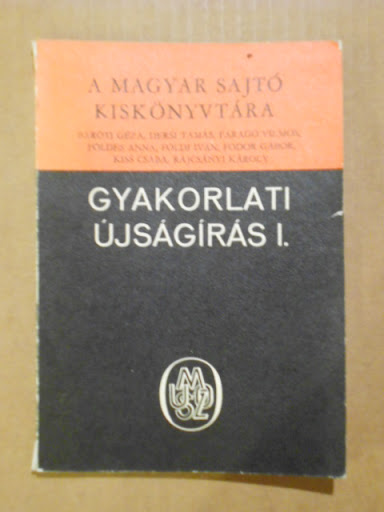 A MAGYAR SAJTÓ
KISKÖNYVTÁRA
BARÓTI GÉZA, DERSI TAMÁS, FARAGÓ VILMOS,
FÖLDES ANNA, FÖLDI IVÁN, FODOR GÁBOR,
KISS CSABA, RAJCSÁNYI KÁROLY
GYAKORLATI
ÚJSÁGÍRÁS I.